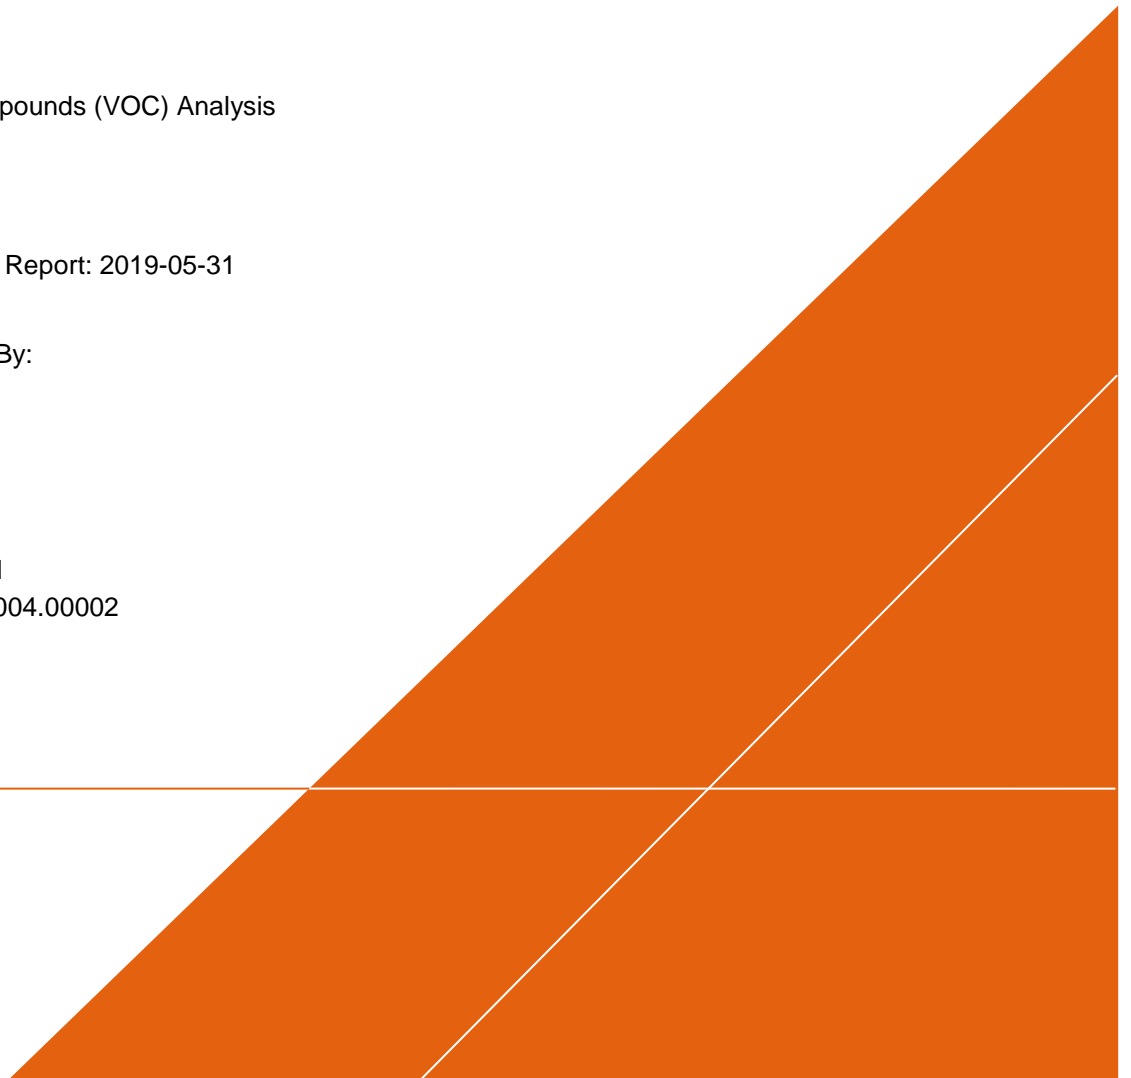 pounds (VOC) Analysis
Report: 2019-05-31
By:
004.00002